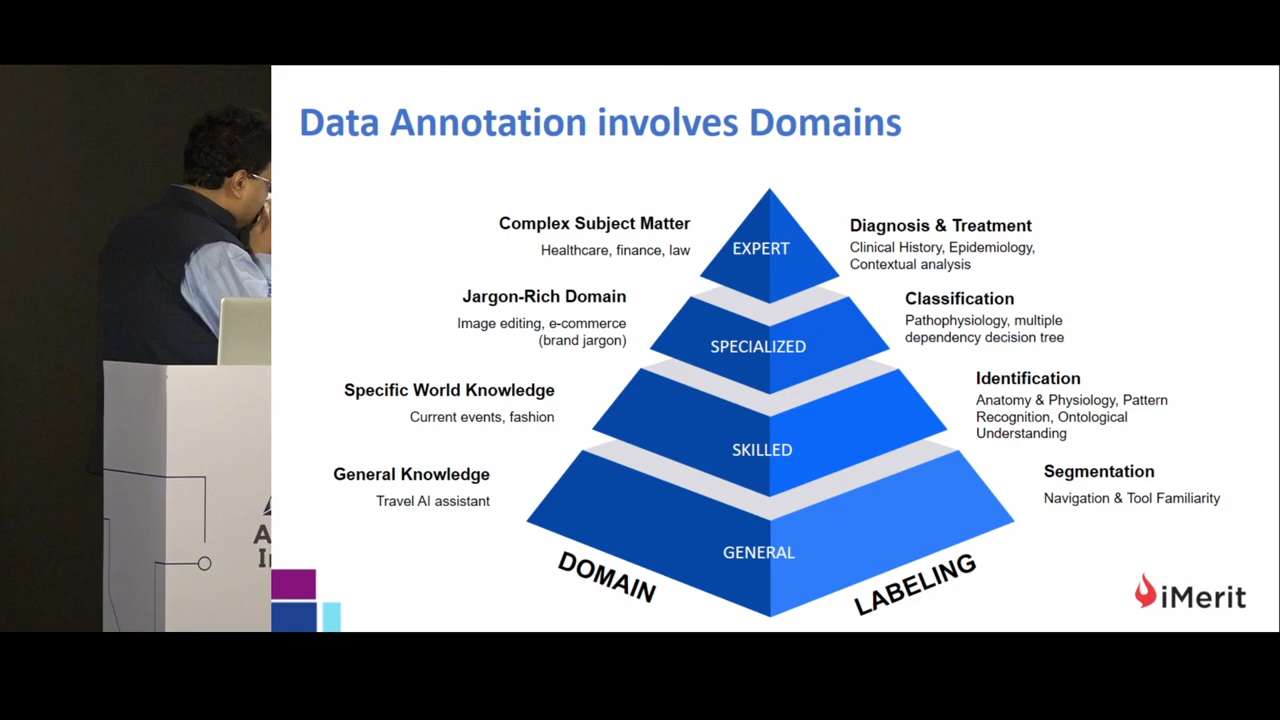 Data Annotation involves Domains
Complex Subject Matter
Healthcare, finance, law
Jargon-Rich Domain
Image editing, e-commerce
(brand jargon)
Specific World Knowledge
Current events, fashion
General Knowledge
Travel AI assistant
EXPERT
SPECIALIZED
SKILLED
GENERAL
DOMAIN
LABELING
Diagnosis & Treatment
Clinical History, Epidemiology,
Contextual analysis
Classification
Pathophysiology, multiple
dependency decision tree
Identification
Anatomy & Physiology, Pattern
Recognition, Ontological
Understanding
Segmentation
Navigation & Tool Familiarity
iMerit